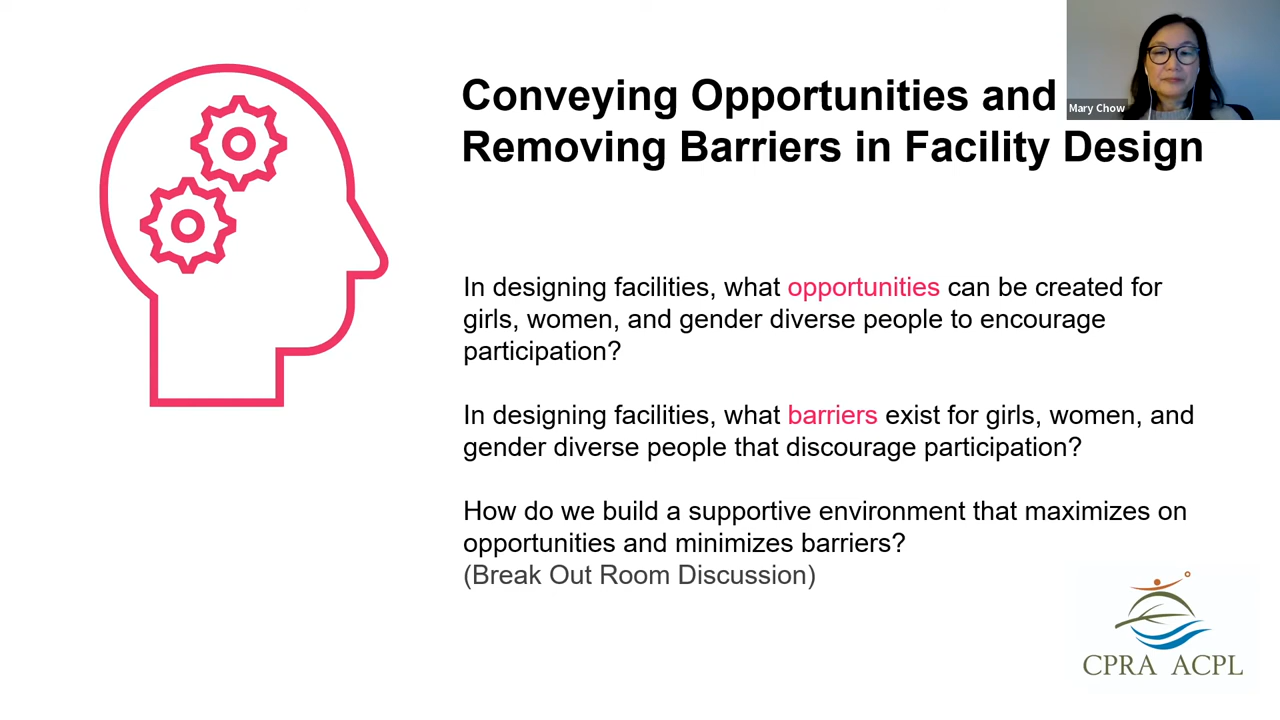 Conveying Opportunities and
Removing Barriers in Facility Design
Mary Chow
In designing facilities, what opportunities can be created for
girls, women, and gender diverse people to encourage
participation?
In designing facilities, what barriers exist for girls, women, and
gender diverse people that discourage participation?
How do we build a supportive environment that maximizes on
opportunities and minimizes barriers?
(Break Out Room Discussion)
CPRA ACPL